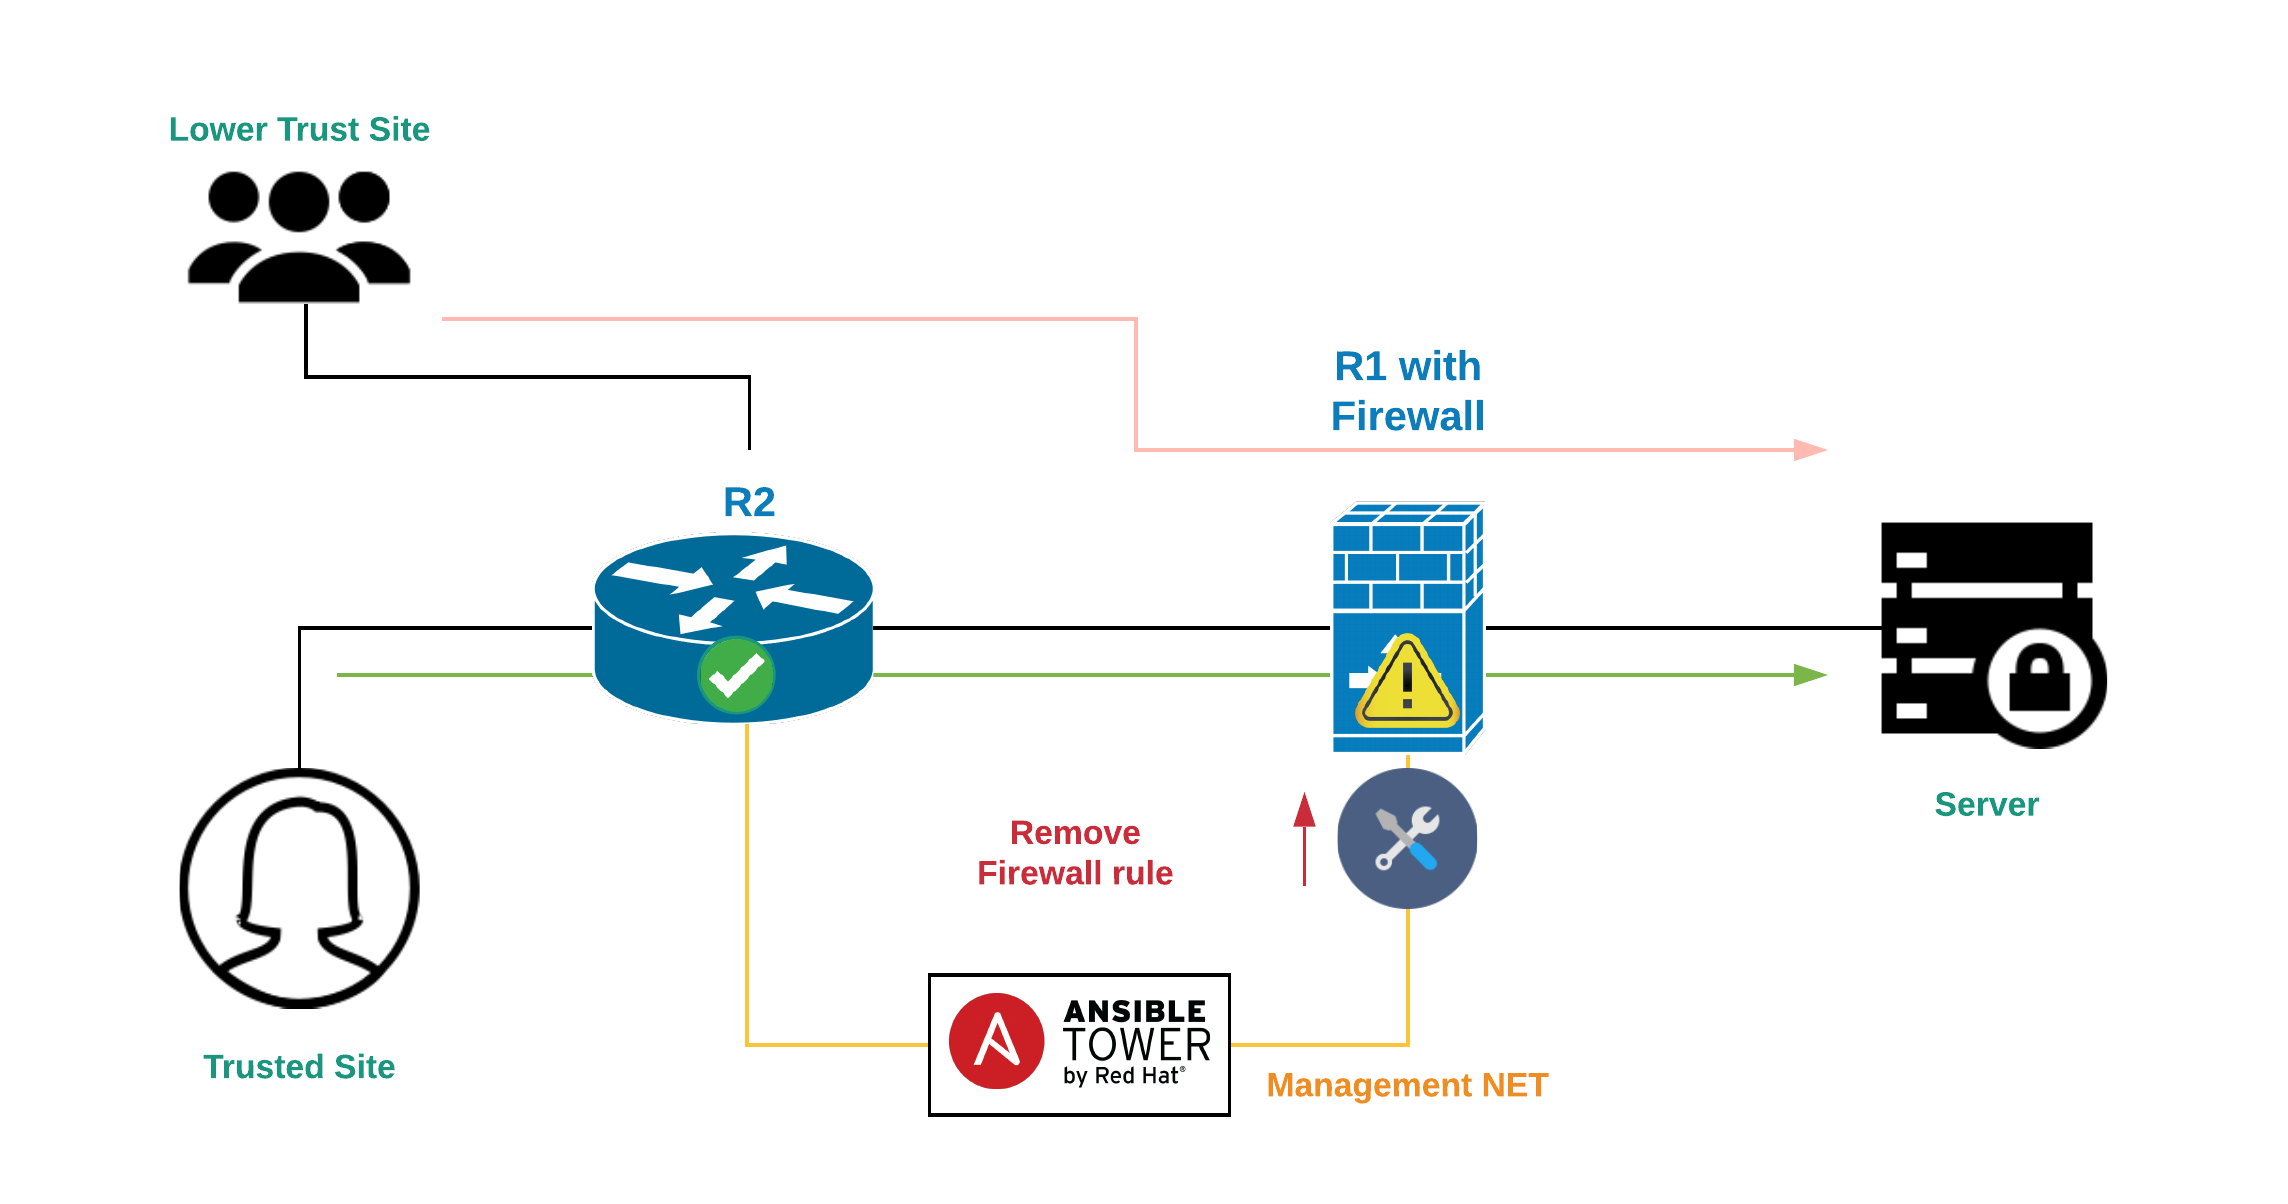 Lower Trust Site
R1 with
Firewall
R2
Server
Remove
Firewall rule
ANSIBLE
TOWER
by Red Hat®
Trusted Site
Management NET